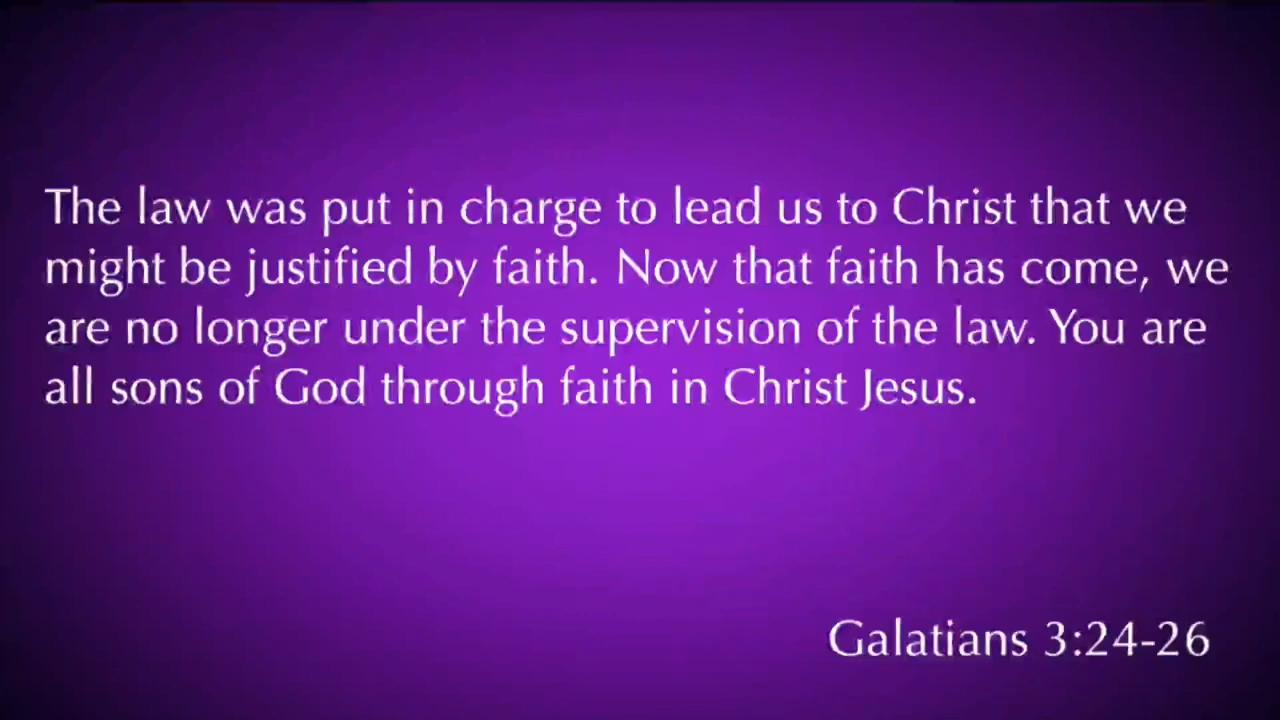 The law was put in charge to lead us to Christ that we
might be justified by faith. Now that faith has come, we
are no longer under the supervision of the law. You are
all sons of God through faith in Christ Jesus.
Galatians 3:24-26